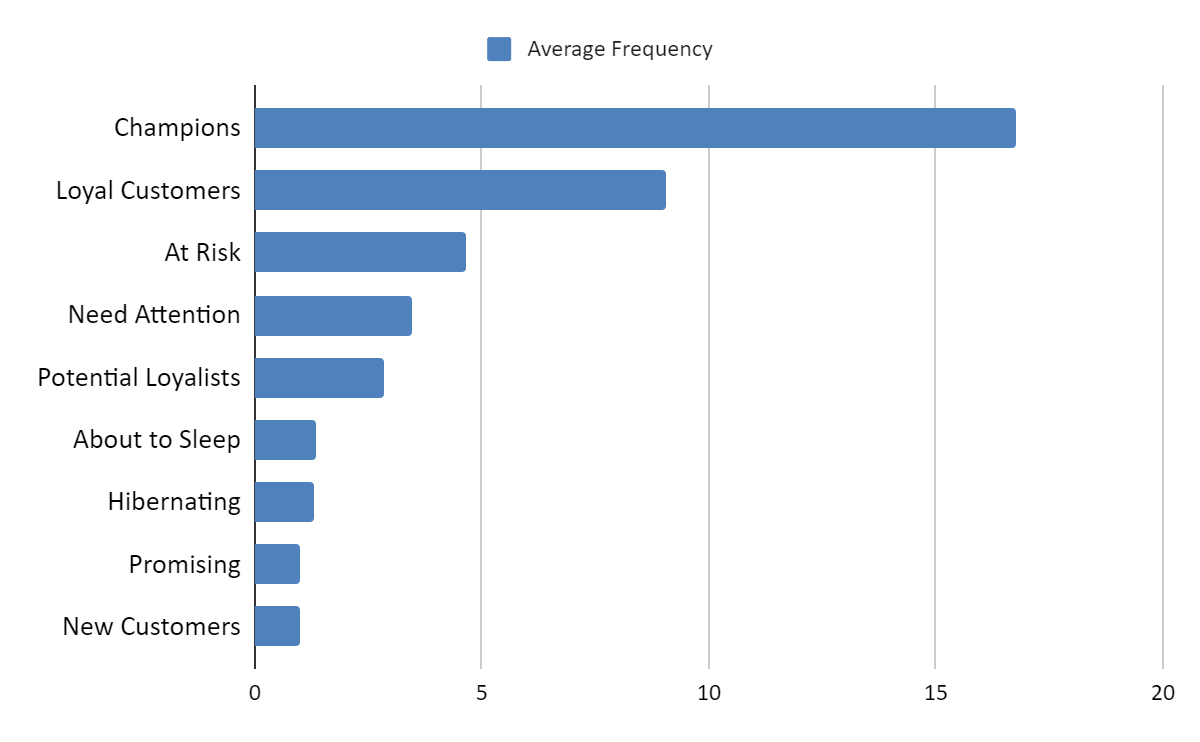 Average Frequency
Champions
Loyal Customers
At Risk
Need Attention
Potential Loyalists
About to Sleep
Hibernating
Promising
New Customers
0 5 10 15 20